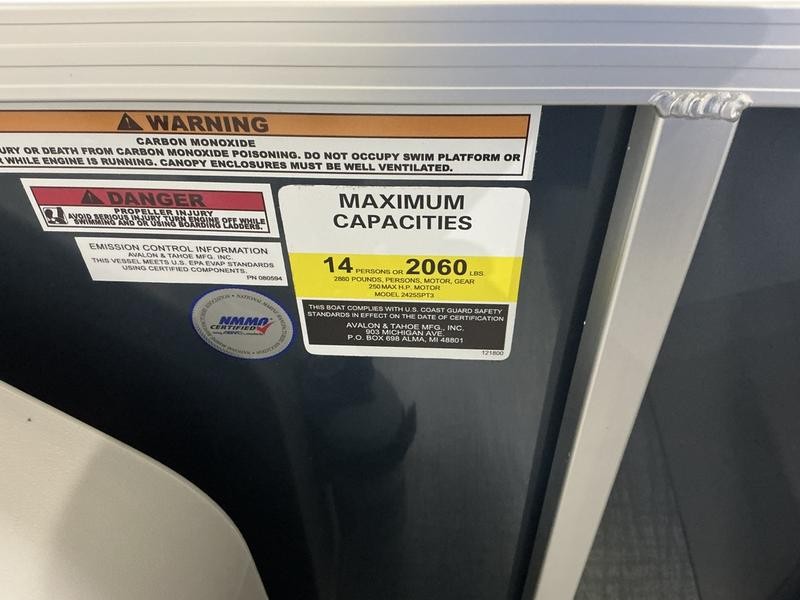 WARNING
CARBON MONOXIDE
URY OR DEATH FROM CARBON MONOXIDE POISONING. DO NOT OCCUPY SWIM PLATFORM OR
WHILE ENGINE IS RUNNING. CANOPY ENCLOSURES MUST BE WELL VENTILATED.
DANGER
PROPELLER INJURY
AVOID SERIOUS INJURY TURN ENGINE OFF WHILE
SWIMMING AND OR USING BOARDING LADDERS.
EMISSION CONTROL INFORMATION
AVALON & TAHOE MFG. INC.
THIS VESSEL MEETS U.S. EPA EVAP STANDARDS
USING CERTIFIED COMPONENTS.
PN 080594
NMMA
CERTIFIED
MAXIMUM
CAPACITIES
14 PERSONS OR 2060 LBS.
2880 POUNDS, PERSONS, MOTOR, GEAR
250 MAX H.P. MOTOR
MODEL 2425SPT3
THIS BOAT COMPLIES WITH U.S. COAST GUARD SAFETY
STANDARDS IN EFFECT ON THE DATE OF CERTIFICATION
AVALON & TAHOE MFG., INC.
903 MICHIGAN AVE.
P.O. BOX 698 ALMA, MI 48801
121800